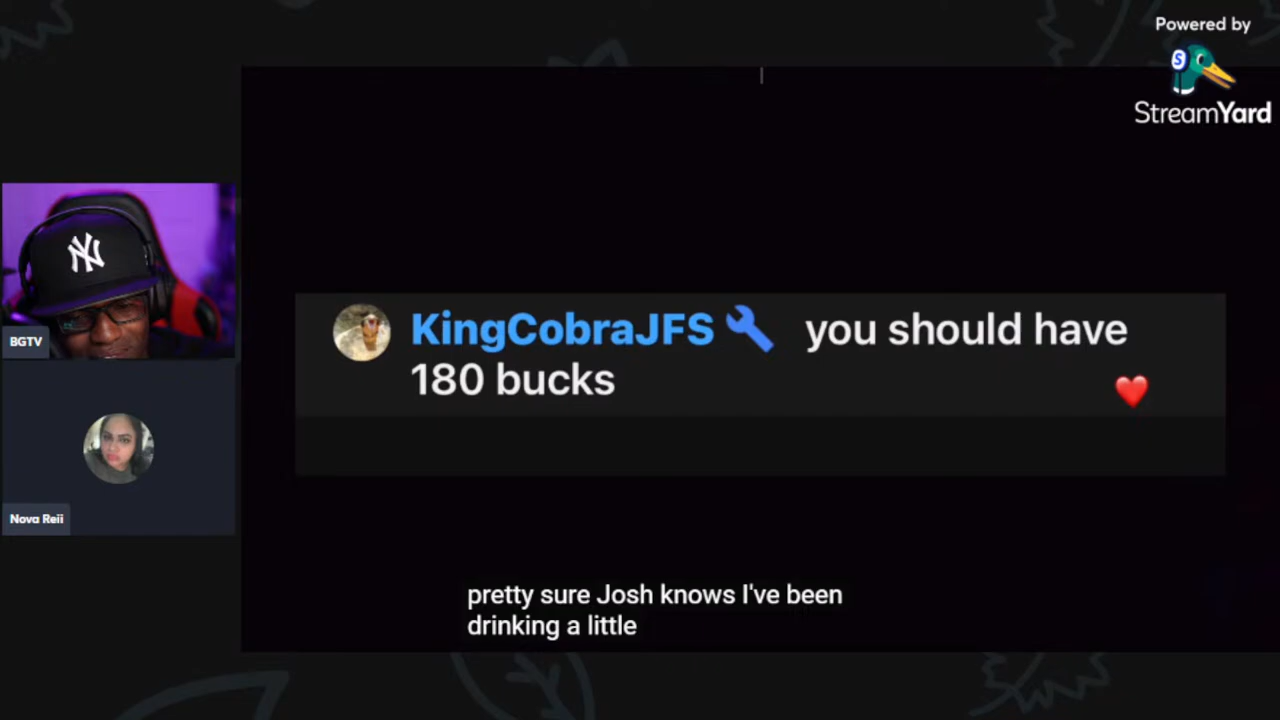 Powered by
S
StreamYard
NY
BGTV
KingCobraJFS you should have
180 bucks
Nova Reii
pretty sure Josh knows I've been
drinking a little